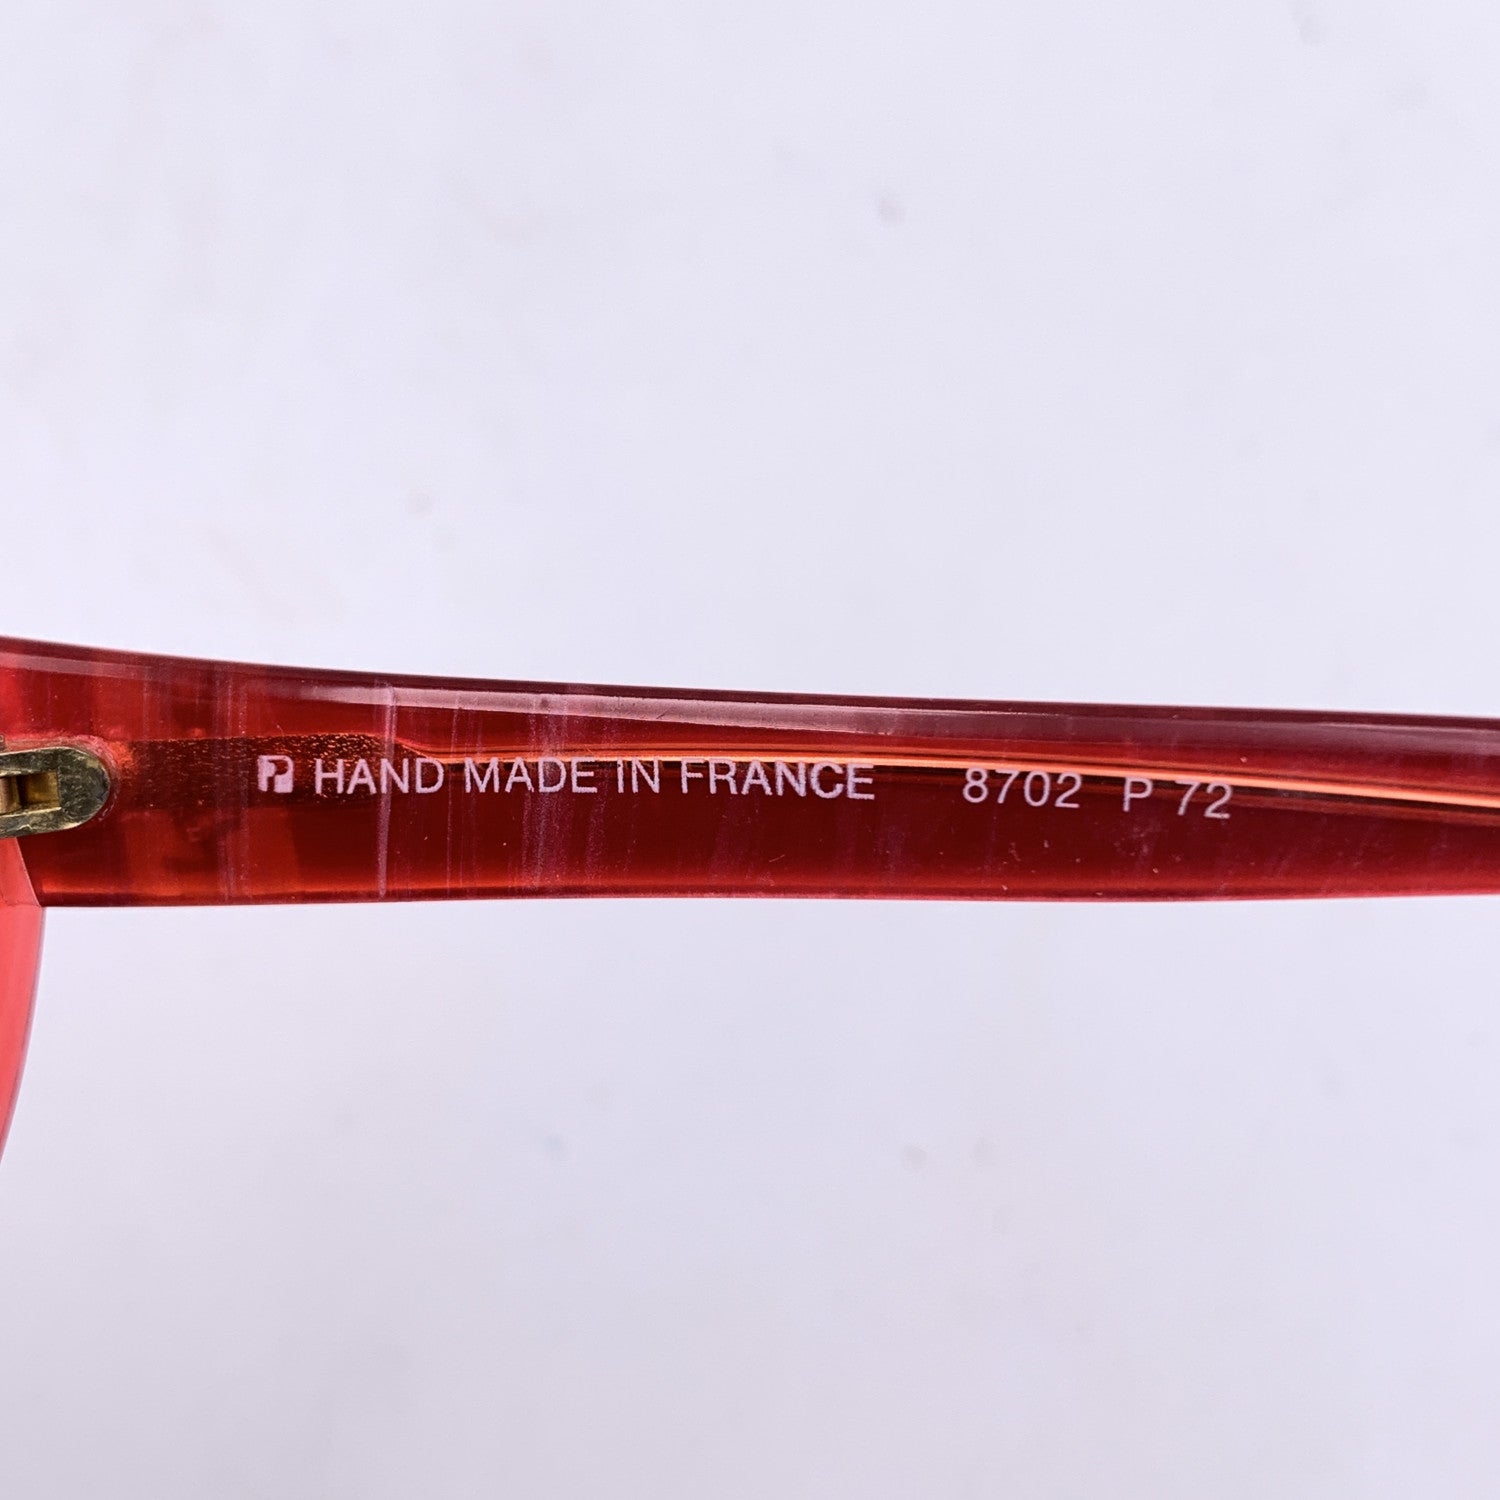 HAND MADE IN FRANCE 8702 P 72